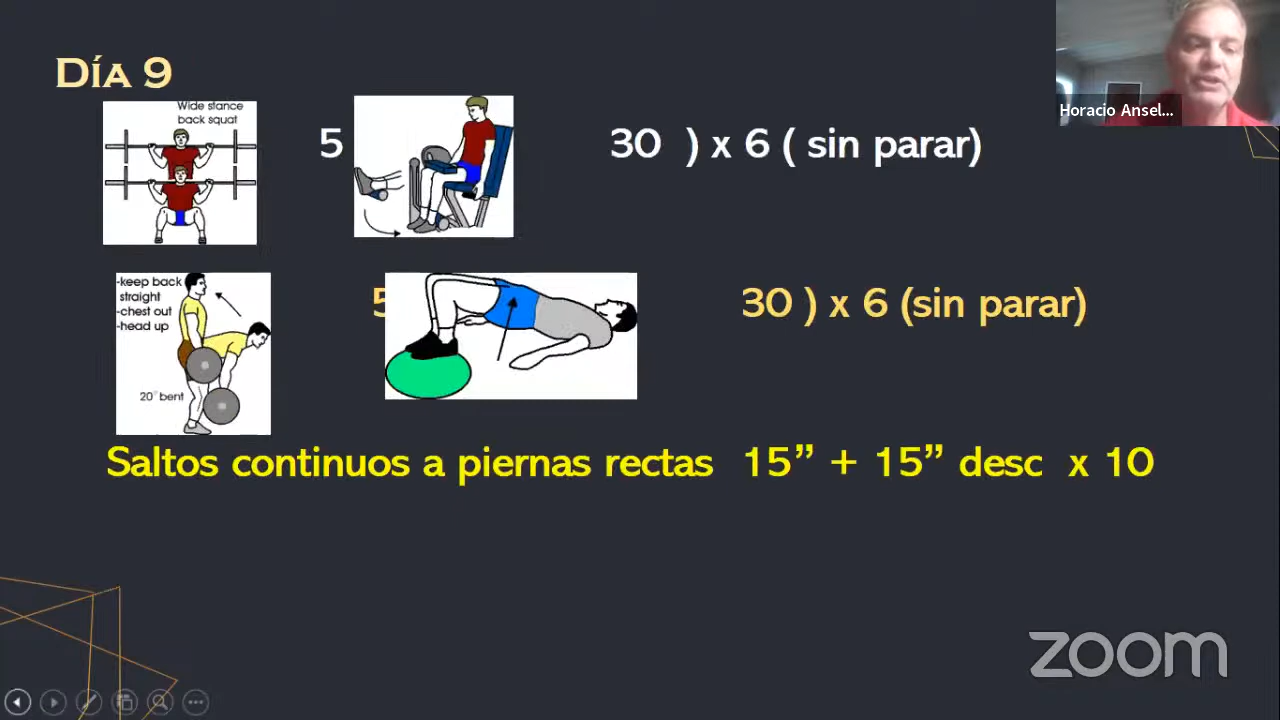 DÍA 9
Horacio Ansel...
Wide stance
back squat
5
30 ) x 6 ( sin parar)
-keep back
straight
-chest out
-head up
20° bent
5
30 ) x 6 (sin parar)
Saltos continuos a piernas rectas 15” + 15” desc x 10
zoom